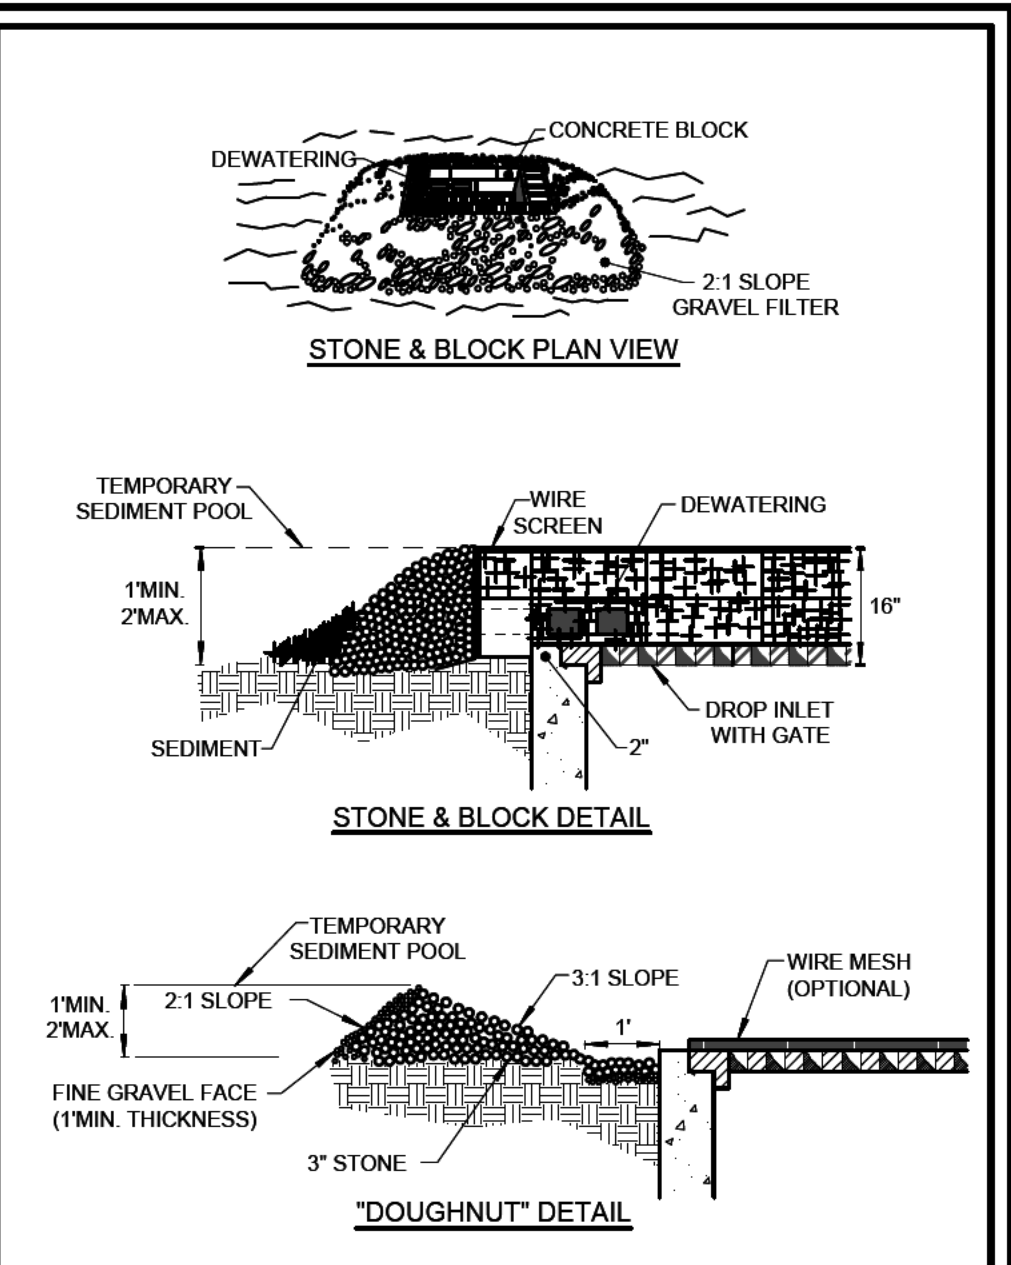 CONCRETE BLOCK
DEWATERING
2:1 SLOPE
GRAVEL FILTER
STONE & BLOCK PLAN VIEW
TEMPORARY
SEDIMENT POOL
WIRE
SCREEN
DEWATERING
1'MIN.
2'MAX.
16"
DROP INLET
WITH GATE
SEDIMENT
2"
STONE & BLOCK DETAIL
TEMPORARY
SEDIMENT POOL
WIRE MESH
(OPTIONAL)
3:1 SLOPE
2:1 SLOPE
1'MIN.
2'MAX.
1'
FINE GRAVEL FACE
(1'MIN. THICKNESS)
3" STONE
"DOUGHNUT" DETAIL